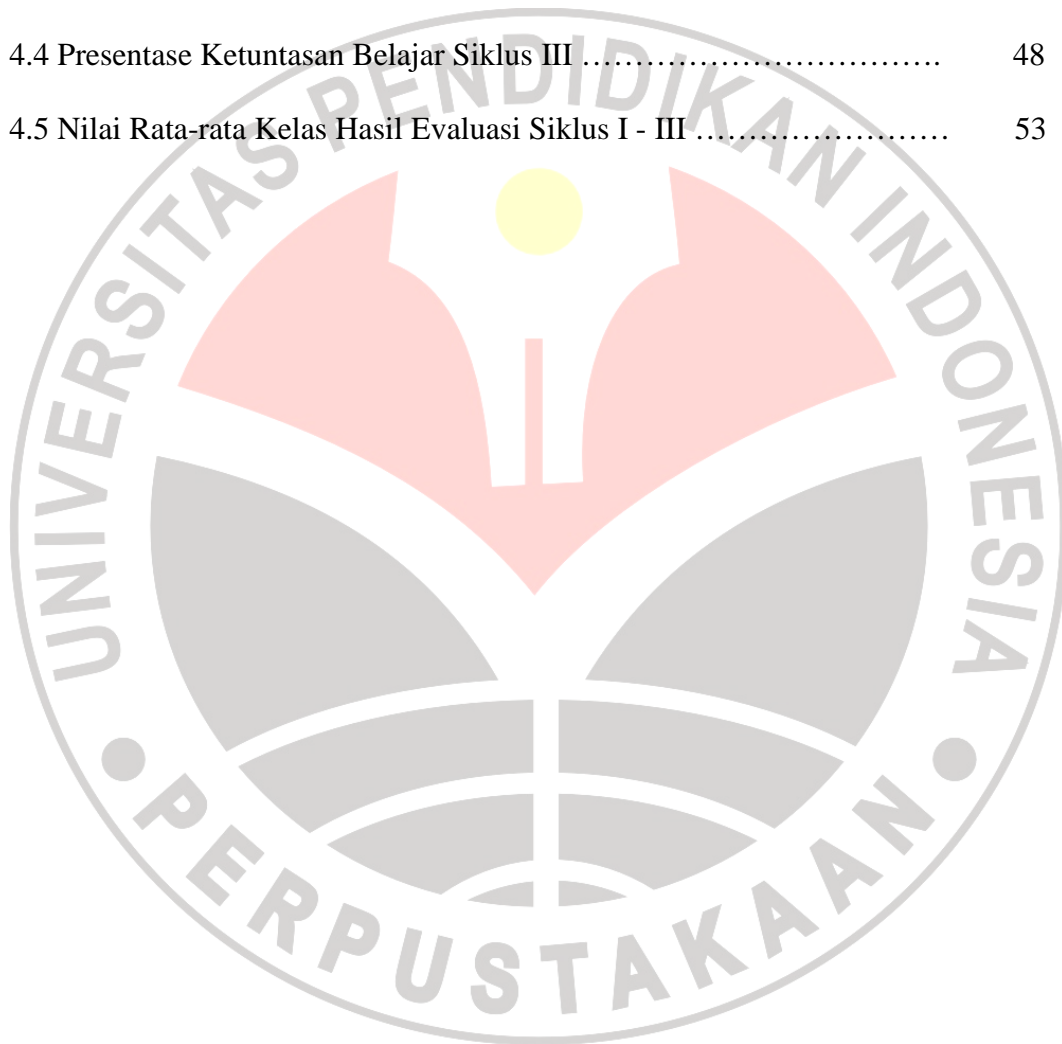 4.4 Presentase Ketuntasan Belajar Siklus III ……………………………. 48
4.5 Nilai Rata-rata Kelas Hasil Evaluasi Siklus I - III …………………… 53
UNIVERSITAS PENDIDIKAN INDONESIA
PERPUSTAKAAN